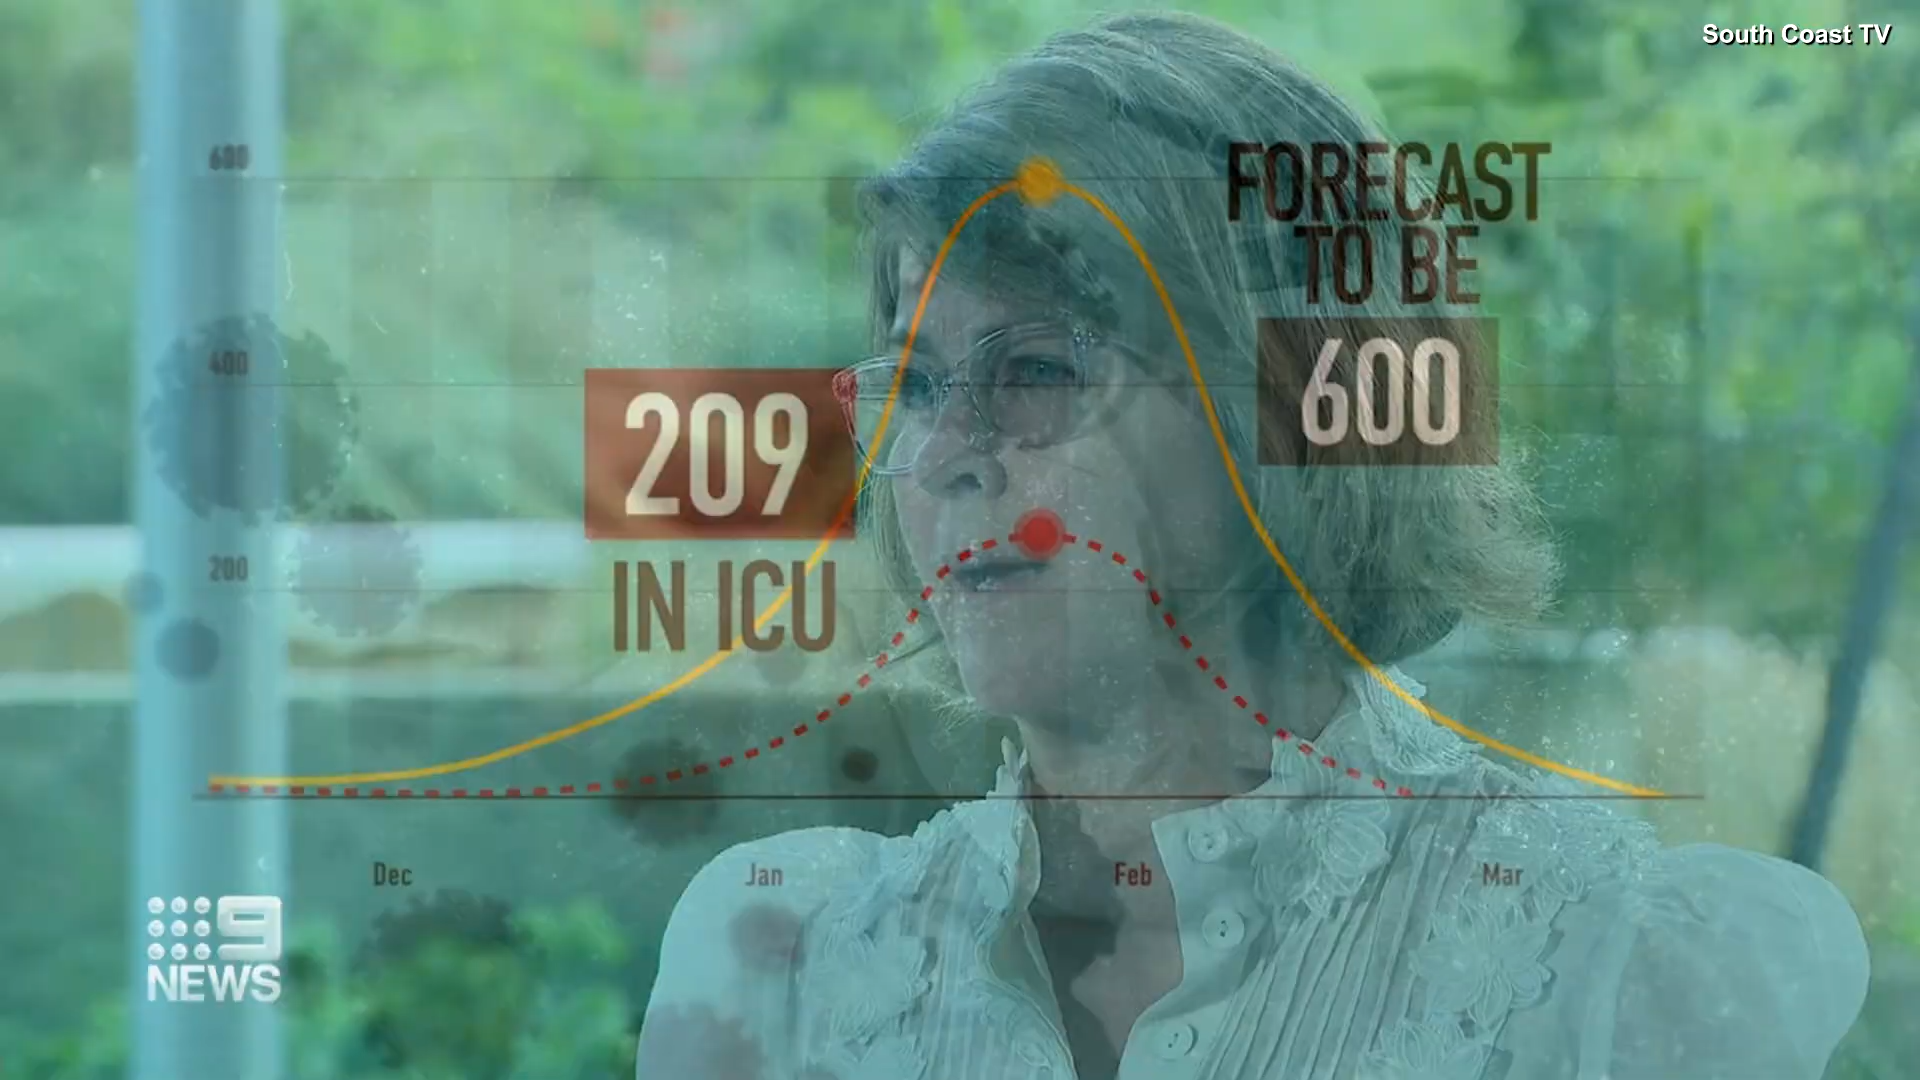 South Coast TV
600
400
200
209
IN ICU
FORECAST
TO BE
600
Dec
Jan
Feb
Mar
9
NEWS